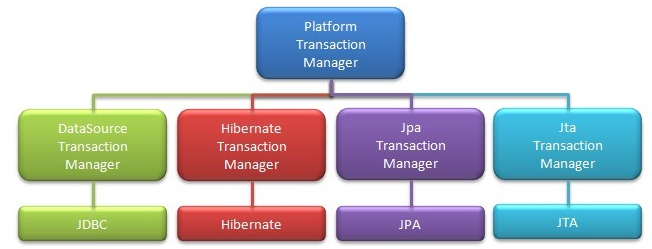 Platform
Transaction
Manager
DataSource
Transaction
Manager
Hibernate
Transaction
Manager
Jpa
Transaction
Manager
Jta
Transaction
Manager
JDBC
Hibernate
JPA
JTA